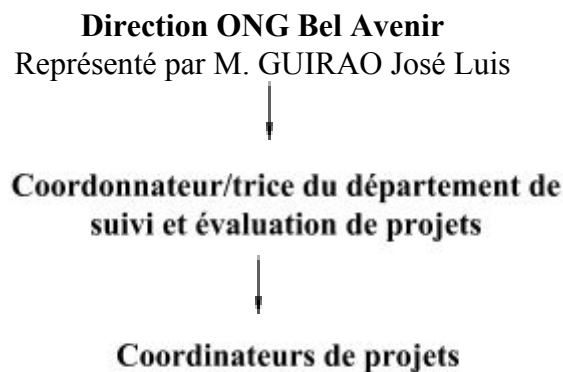 Direction ONG Bel Avenir
Représenté par M. GUIRAO José Luis
Coordonnateur/trice du département de
suivi et évaluation de projets
Coordinateurs de projets